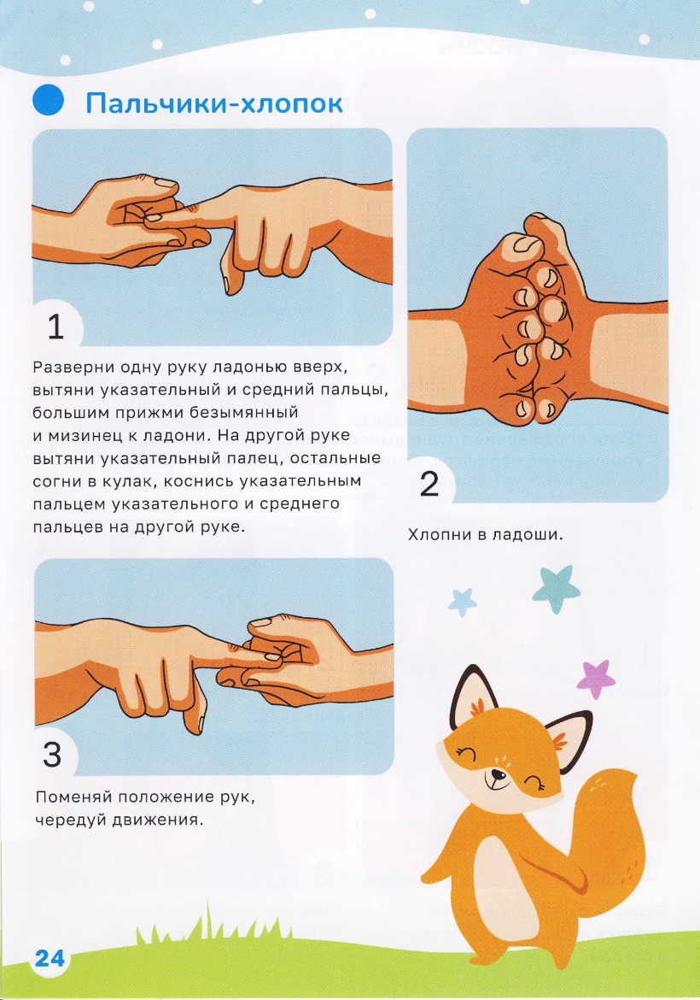 Пальчики-хлопок
1
Разверни одну руку ладонью вверх,
вытяни указательный и средний пальцы,
большим прижми безымянный
и мизинец к ладони. На другой руке
вытяни указательный палец, остальные
согни в кулак, коснись указательным
пальцем указательного и среднего
пальцев на другой руке.
2
Хлопни в ладоши.
3
Поменяй положение рук,
чередуй движения.
24